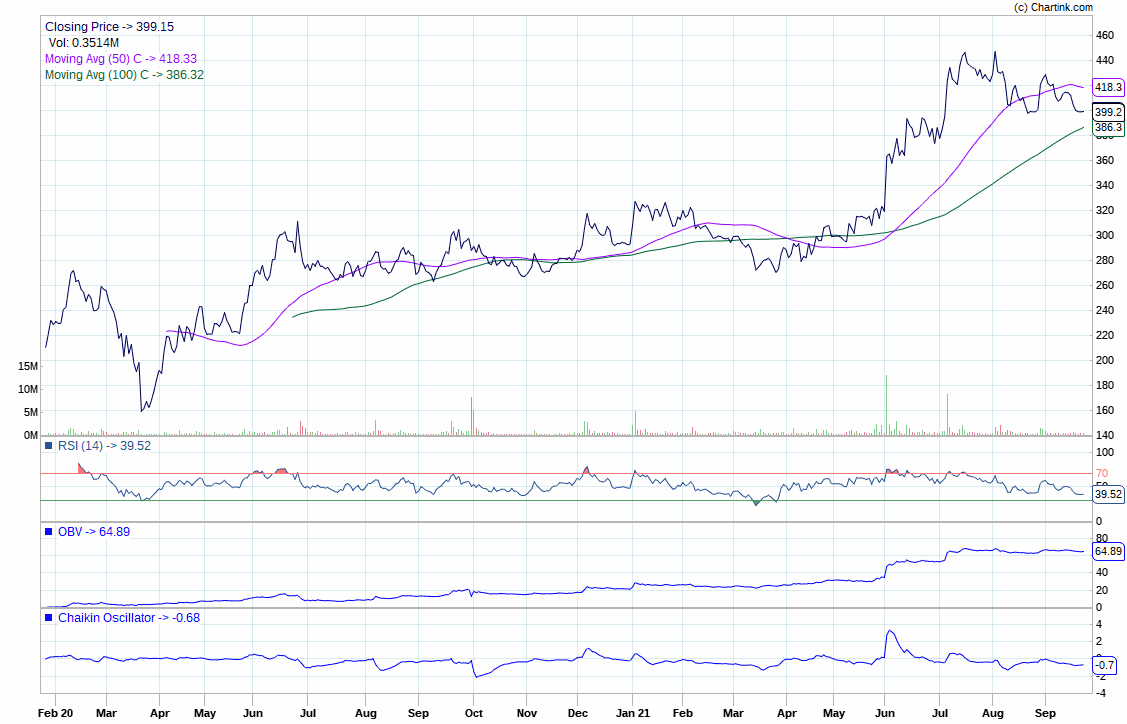 (c) Chartink.com
Closing Price -> 399.15
Vol: 0.3514M
Moving Avg (50) C -> 418.33
Moving Avg (100) C -> 386.32
460
440
418.3
399.2
386.3
380
360
340
320
300
280
260
240
220
200
180
160
140
15M
10M
5M
0M
RSI (14) -> 39.52
100
70
50
39.52
0
OBV -> 64.89
80
64.89
40
20
0
Chaikin Oscillator -> -0.68
4
2
0
-0.7
-2
-4
Feb 20 Mar Apr May Jun Jul Aug Sep Oct Nov Dec Jan 21 Feb Mar Apr May Jun Jul Aug Sep